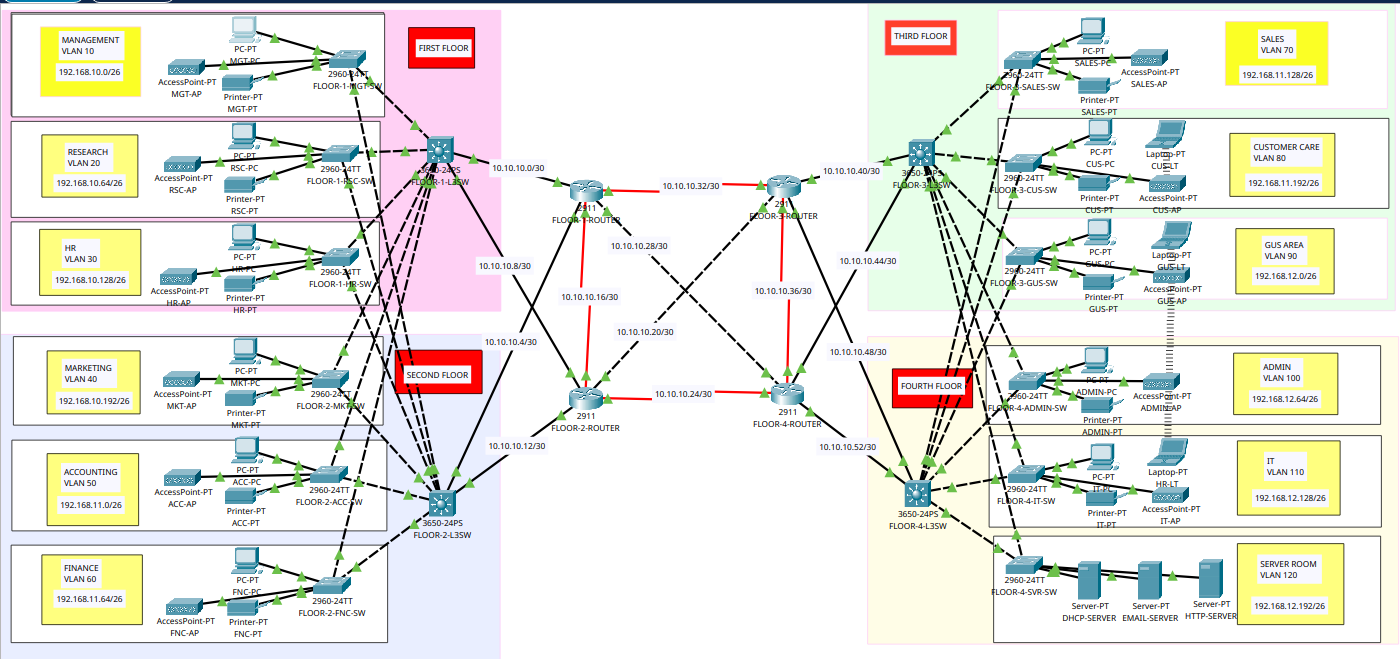 MANAGEMENT
VLAN 10
192.168.10.0/26
PC-PT
MGT-PC
AccessPoint-PT
MGT-AP
Printer-PT
MGT-PT
2960-24TT
FLOOR-1-MGT-SW
FIRST FLOOR
RESEARCH
VLAN 20
192.168.10.64/26
PC-PT
RSC-PC
RSC-AP
Printer-PT
RSC-PT
2960-24TT
FLOOR-1-RSC-SW
3650-24PS
FLOOR-1-L3SW
HR
VLAN 30
192.168.10.128/26
PC-PT
HR-PC
AccessPoint-PT
HR-AP
Printer-PT
HR-PT
2960-24TT
FLOOR-1-HR-SW
SECOND FLOOR
MARKETING
VLAN 40
192.168.10.192/26
PC-PT
MKT-PC
AccessPoint-PT
MKT-AP
Printer-PT
MKT-PT
2960-24TT
FLOOR-2-MKT-SW
ACCOUNTING
VLAN 50
192.168.11.0/26
PC-PT
ACC-PC
AccessPoint-PT
ACC-AP
Printer-PT
ACC-PT
2960-24TT
FLOOR-2-ACC-SW
3650-24PS
FLOOR-2-L3SW
FINANCE
VLAN 60
192.168.11.64/26
PC-PT
FNC-PC
AccessPoint-PT
FNC-AP
Printer-PT
FNC-PT
2960-24TT
FLOOR-2-FNC-SW
10.10.10.0/30
2911
FLOOR-1-ROUTER
10.10.10.32/30
FLOOR-3-ROUTER
10.10.10.40/30
10.10.10.28/30
10.10.10.8/30
10.10.10.44/30
10.10.10.16/30
10.10.10.36/30
10.10.10.20/30
10.10.10.4/30
10.10.10.48/30
10.10.10.24/30
2911
FLOOR-2-ROUTER
2911
FLOOR-4-ROUTER
10.10.10.12/30
10.10.10.52/30
THIRD FLOOR
SALES
VLAN 70
192.168.11.128/26
PC-PT
SALES-PC
AccessPoint-PT
SALES-AP
Printer-PT
SALES-PT
2960-24TT
FLOOR-3-SALES-SW
3650-24PS
FLOOR-3-L3SW
CUSTOMER CARE
VLAN 80
192.168.11.192/26
PC-PT
CUS-PC
Laptop-PT
CUS-LT
Printer-PT
CUS-PT
AccessPoint-PT
CUS-AP
2960-24TT
FLOOR-3-CUS-SW
GUS AREA
VLAN 90
192.168.12.0/26
PC-PT
GUS-PC
Laptop-PT
GUS-LT
Printer-PT
GUS-PT
AccessPoint-PT
GUS-AP
2960-24TT
FLOOR-3-GUS-SW
FOURTH FLOOR
ADMIN
VLAN 100
192.168.12.64/26
PC-PT
ADMIN-PC
AccessPoint-PT
ADMIN-AP
Printer-PT
ADMIN-PT
2960-24TT
FLOOR-4-ADMIN-SW
IT
VLAN 110
192.168.12.128/26
PC-PT
IT-PC
Laptop-PT
HR-LT
Printer-PT
IT-PT
AccessPoint-PT
IT-AP
2960-24TT
FLOOR-4-IT-SW
3650-24PS
FLOOR-4-L3SW
SERVER ROOM
VLAN 120
192.168.12.192/26
2960-24TT
FLOOR-4-SVR-SW
Server-PT
DHCP-SERVER
Server-PT
EMAIL-SERVER
Server-PT
HTTP-SERVER